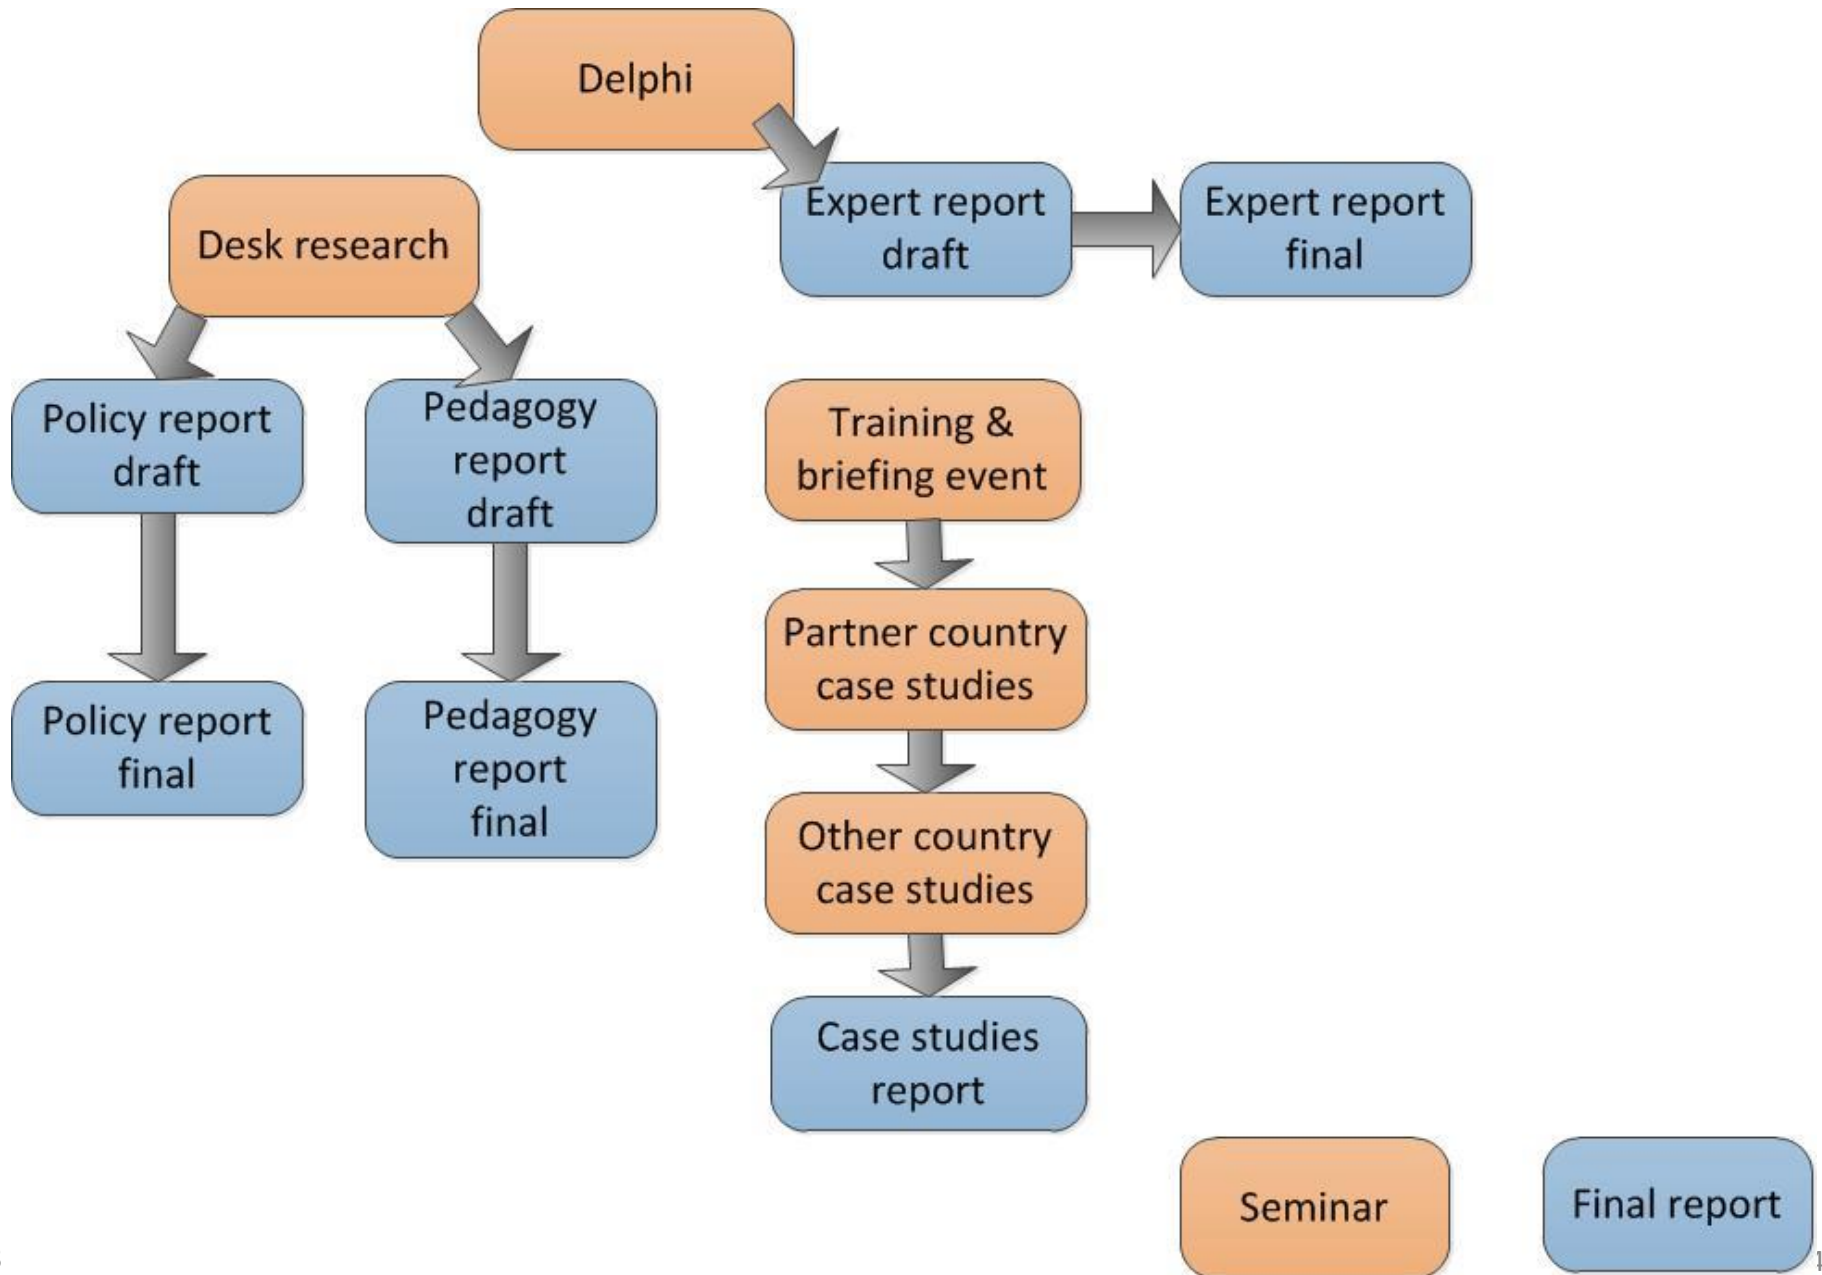 Delphi
Expert report
draft
Expert report
final
Desk research
Policy report
draft
Pedagogy
report
draft
Training &
briefing event
Partner country
case studies
Policy report
final
Pedagogy
report
final
Other country
case studies
Case studies
report
Seminar
Final report